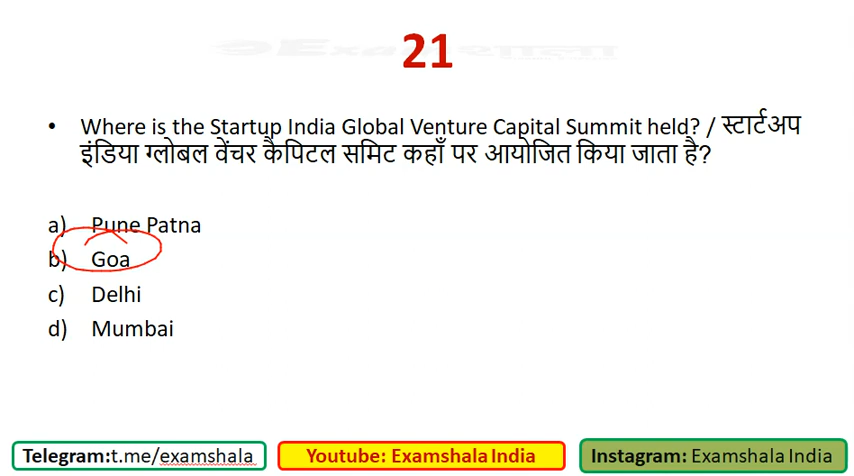 21
• Where is the Startup India Global Venture Capital Summit held? / स्टार्टअप
इंडिया ग्लोबल वेंचर कैपिटल समिट कहाँ पर आयोजित किया जाता है?
a) Pune Patna
b) Goa
c) Delhi
d) Mumbai
Telegram:t.me/examshala
Youtube: Examshala India
Instagram: Examshala India